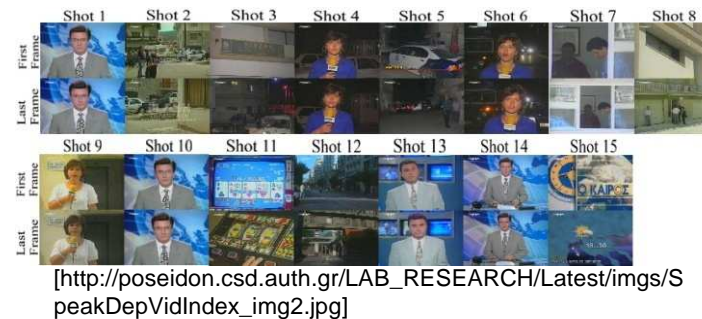 Shot 1 Shot 2 Shot 3 Shot 4 Shot 5 Shot 6 Shot 7 Shot 8
First Frame
Last Frame
Shot 9 Shot 10 Shot 11 Shot 12 Shot 13 Shot 14 Shot 15
First Frame
Ο ΚΑΙΡΟΣ
Last Frame
[http://poseidon.csd.auth.gr/LAB_RESEARCH/Latest/imgs/S
peakDepVidIndex_img2.jpg]